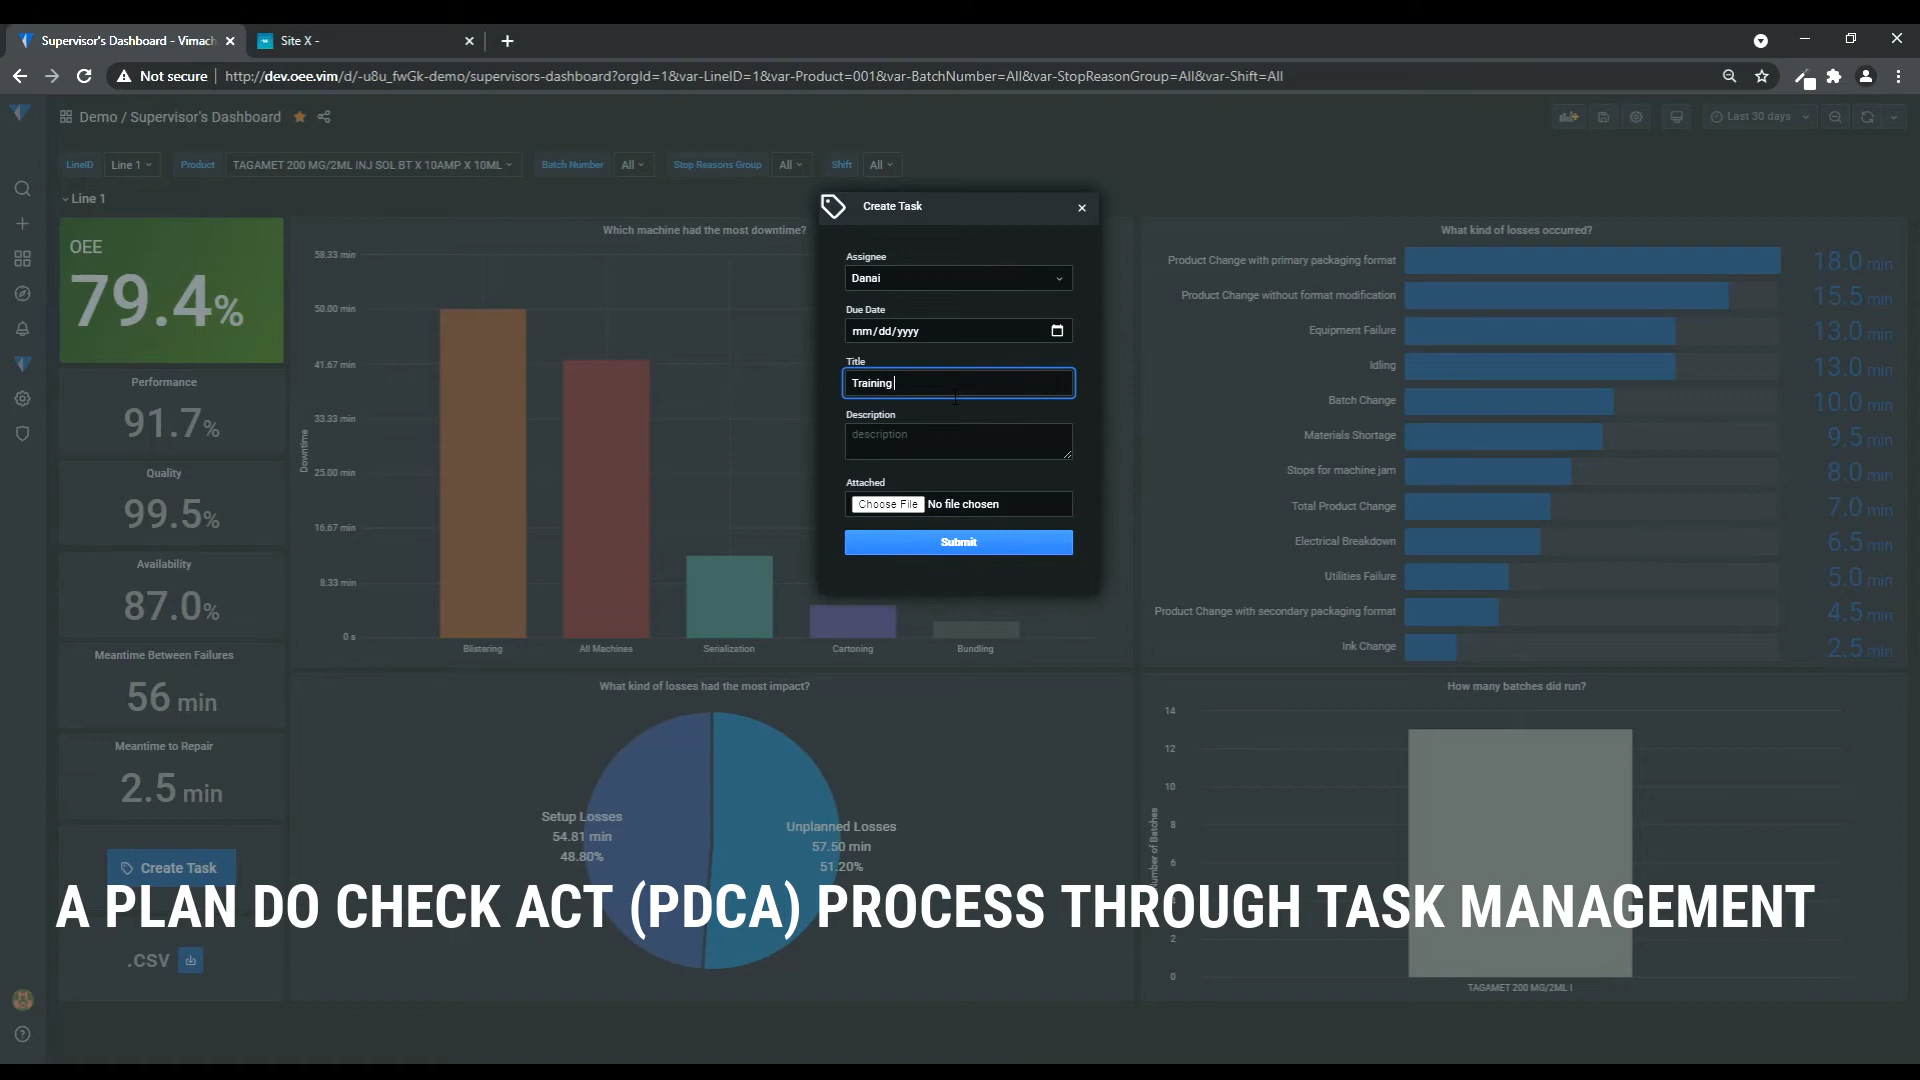 Supervisor's Dashboard - Vimach
Site X -
Not secure
http://dev.oee.vim/d/-u8u_fwGk-demo/supervisors-dashboard?orgId=1&var-LineID=1&var-Product=001&var-BatchNumber=All&var-StopReasonGroup=All&var-Shift=All
Demo / Supervisor's Dashboard
Last 30 days
LineID Line 1 Product TAGAMET 200 MG/2ML INJ SOL BT X 10AMP X 10ML Batch Number All Stop Reasons Group All Shift All
Line 1
OEE
79.4%
Performance
91.7%
Quality
99.5%
Availability
87.0%
Meantime Between Failures
56 min
Meantime to Repair
2.5 min
Create Task
.CSV
Which machine had the most downtime?
58.33 min
50.00 min
41.67 min
33.33 min
25.00 min
16.67 min
8.33 min
0 s
Downtime
Blistering
All Machines
Serialization
Cartoning
Bundling
Create Task
Assignee
Danai
Due Date
mm/dd/yyyy
Title
Training
Description
description
Attached
Choose File No file chosen
Submit
What kind of losses occurred?
Product Change with primary packaging format 18.0 min
Product Change without format modification 15.5 min
Equipment Failure 13.0 min
Idling 13.0 min
Batch Change 10.0 min
Materials Shortage 9.5 min
Stops for machine jam 8.0 min
Total Product Change 7.0 min
Electrical Breakdown 6.5 min
Utilities Failure 5.0 min
Product Change with secondary packaging format 4.5 min
Ink Change 2.5 min
What kind of losses had the most impact?
Setup Losses
54.81 min
48.80%
Unplanned Losses
57.50 min
51.20%
How many batches did run?
14
12
10
8
6
2
0
Number of Batches
TAGAMET 200 MG/2ML I
A PLAN DO CHECK ACT (PDCA) PROCESS THROUGH TASK MANAGEMENT